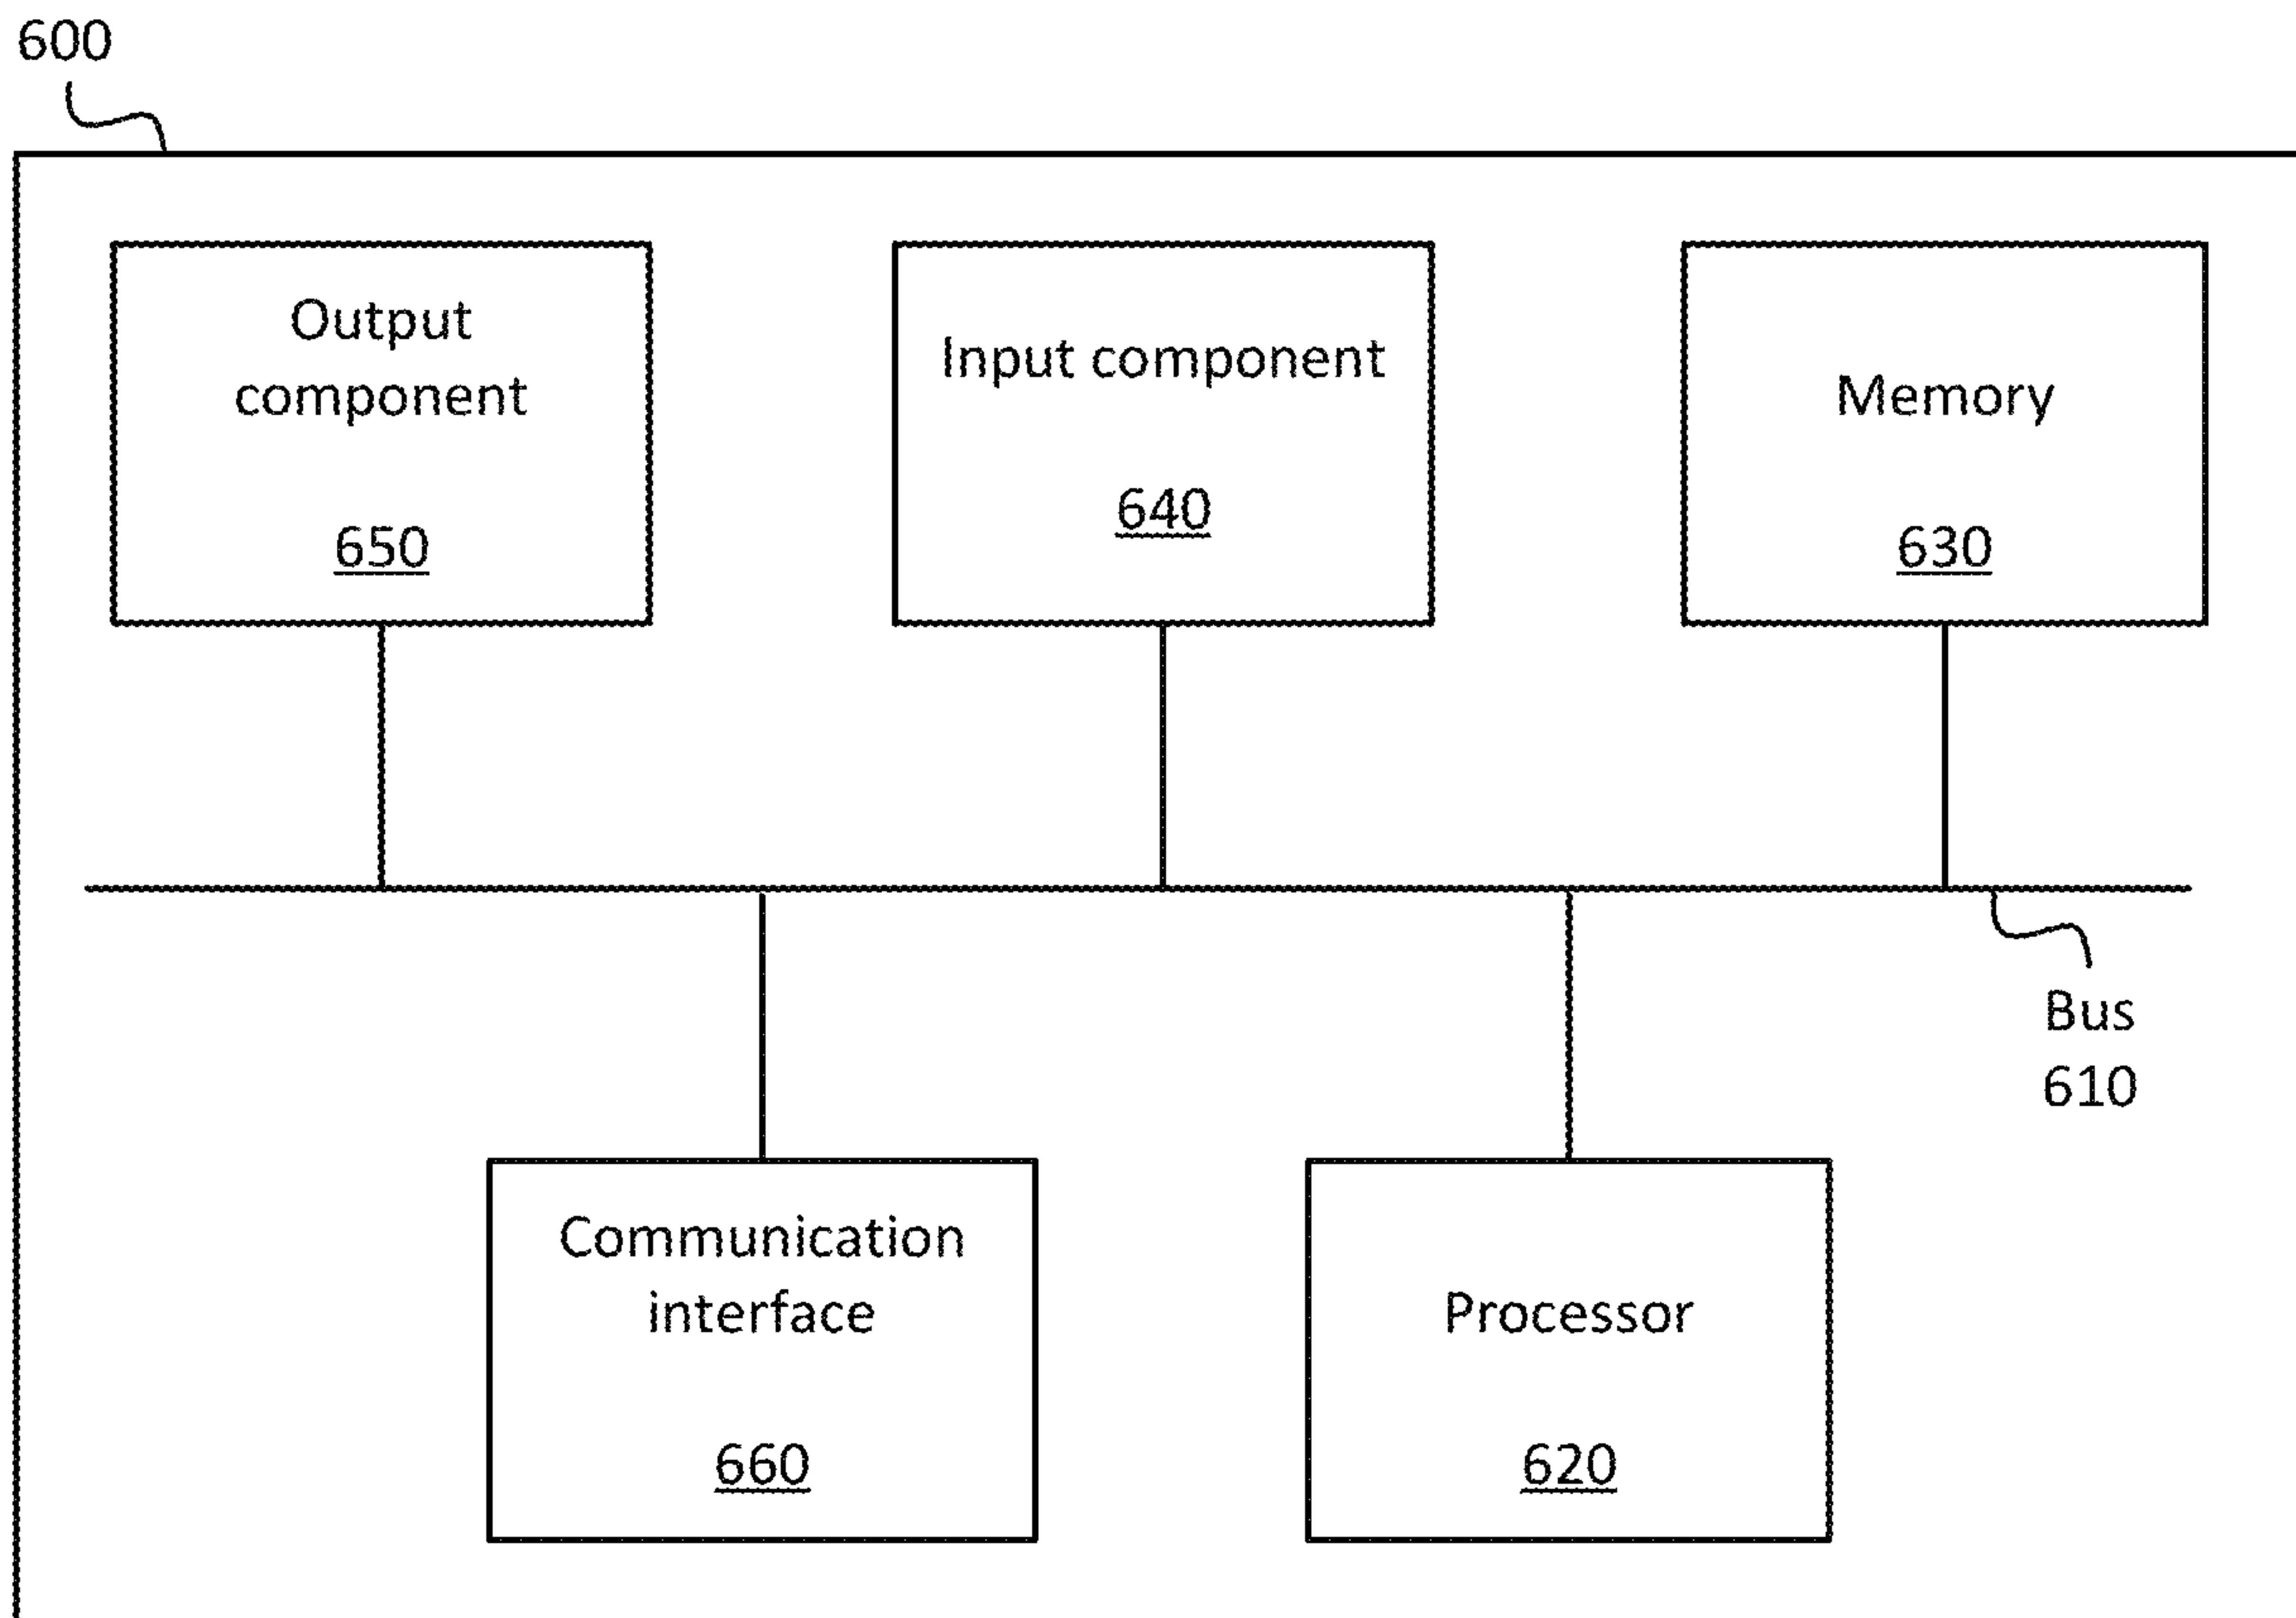 600
Output
component
650
Input component
640
Memory
630
Bus
610
Communication
interface
660
Processor
620